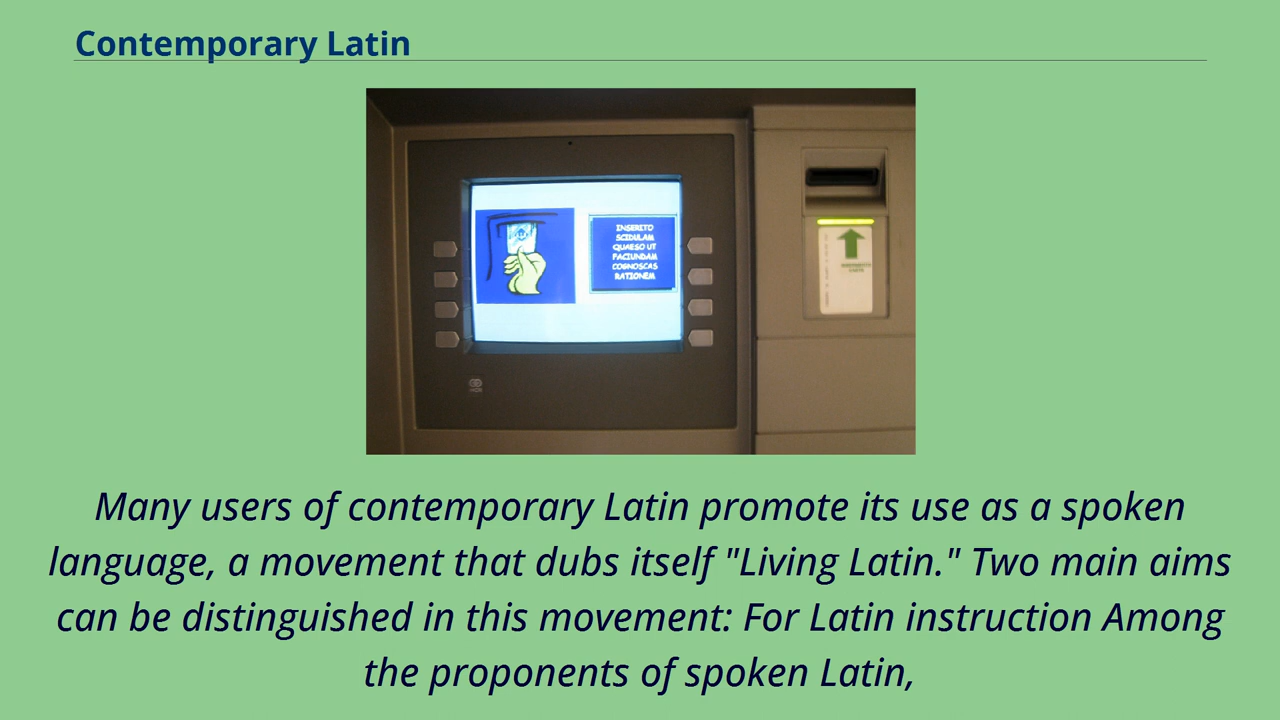 Contemporary Latin
INSERITO
SCIDULAM
QUAESO UT
FACIUNDAM
COGNOSCAS
RATIONEM
Many users of contemporary Latin promote its use as a spoken
language, a movement that dubs itself "Living Latin." Two main aims
can be distinguished in this movement: For Latin instruction Among
the proponents of spoken Latin,